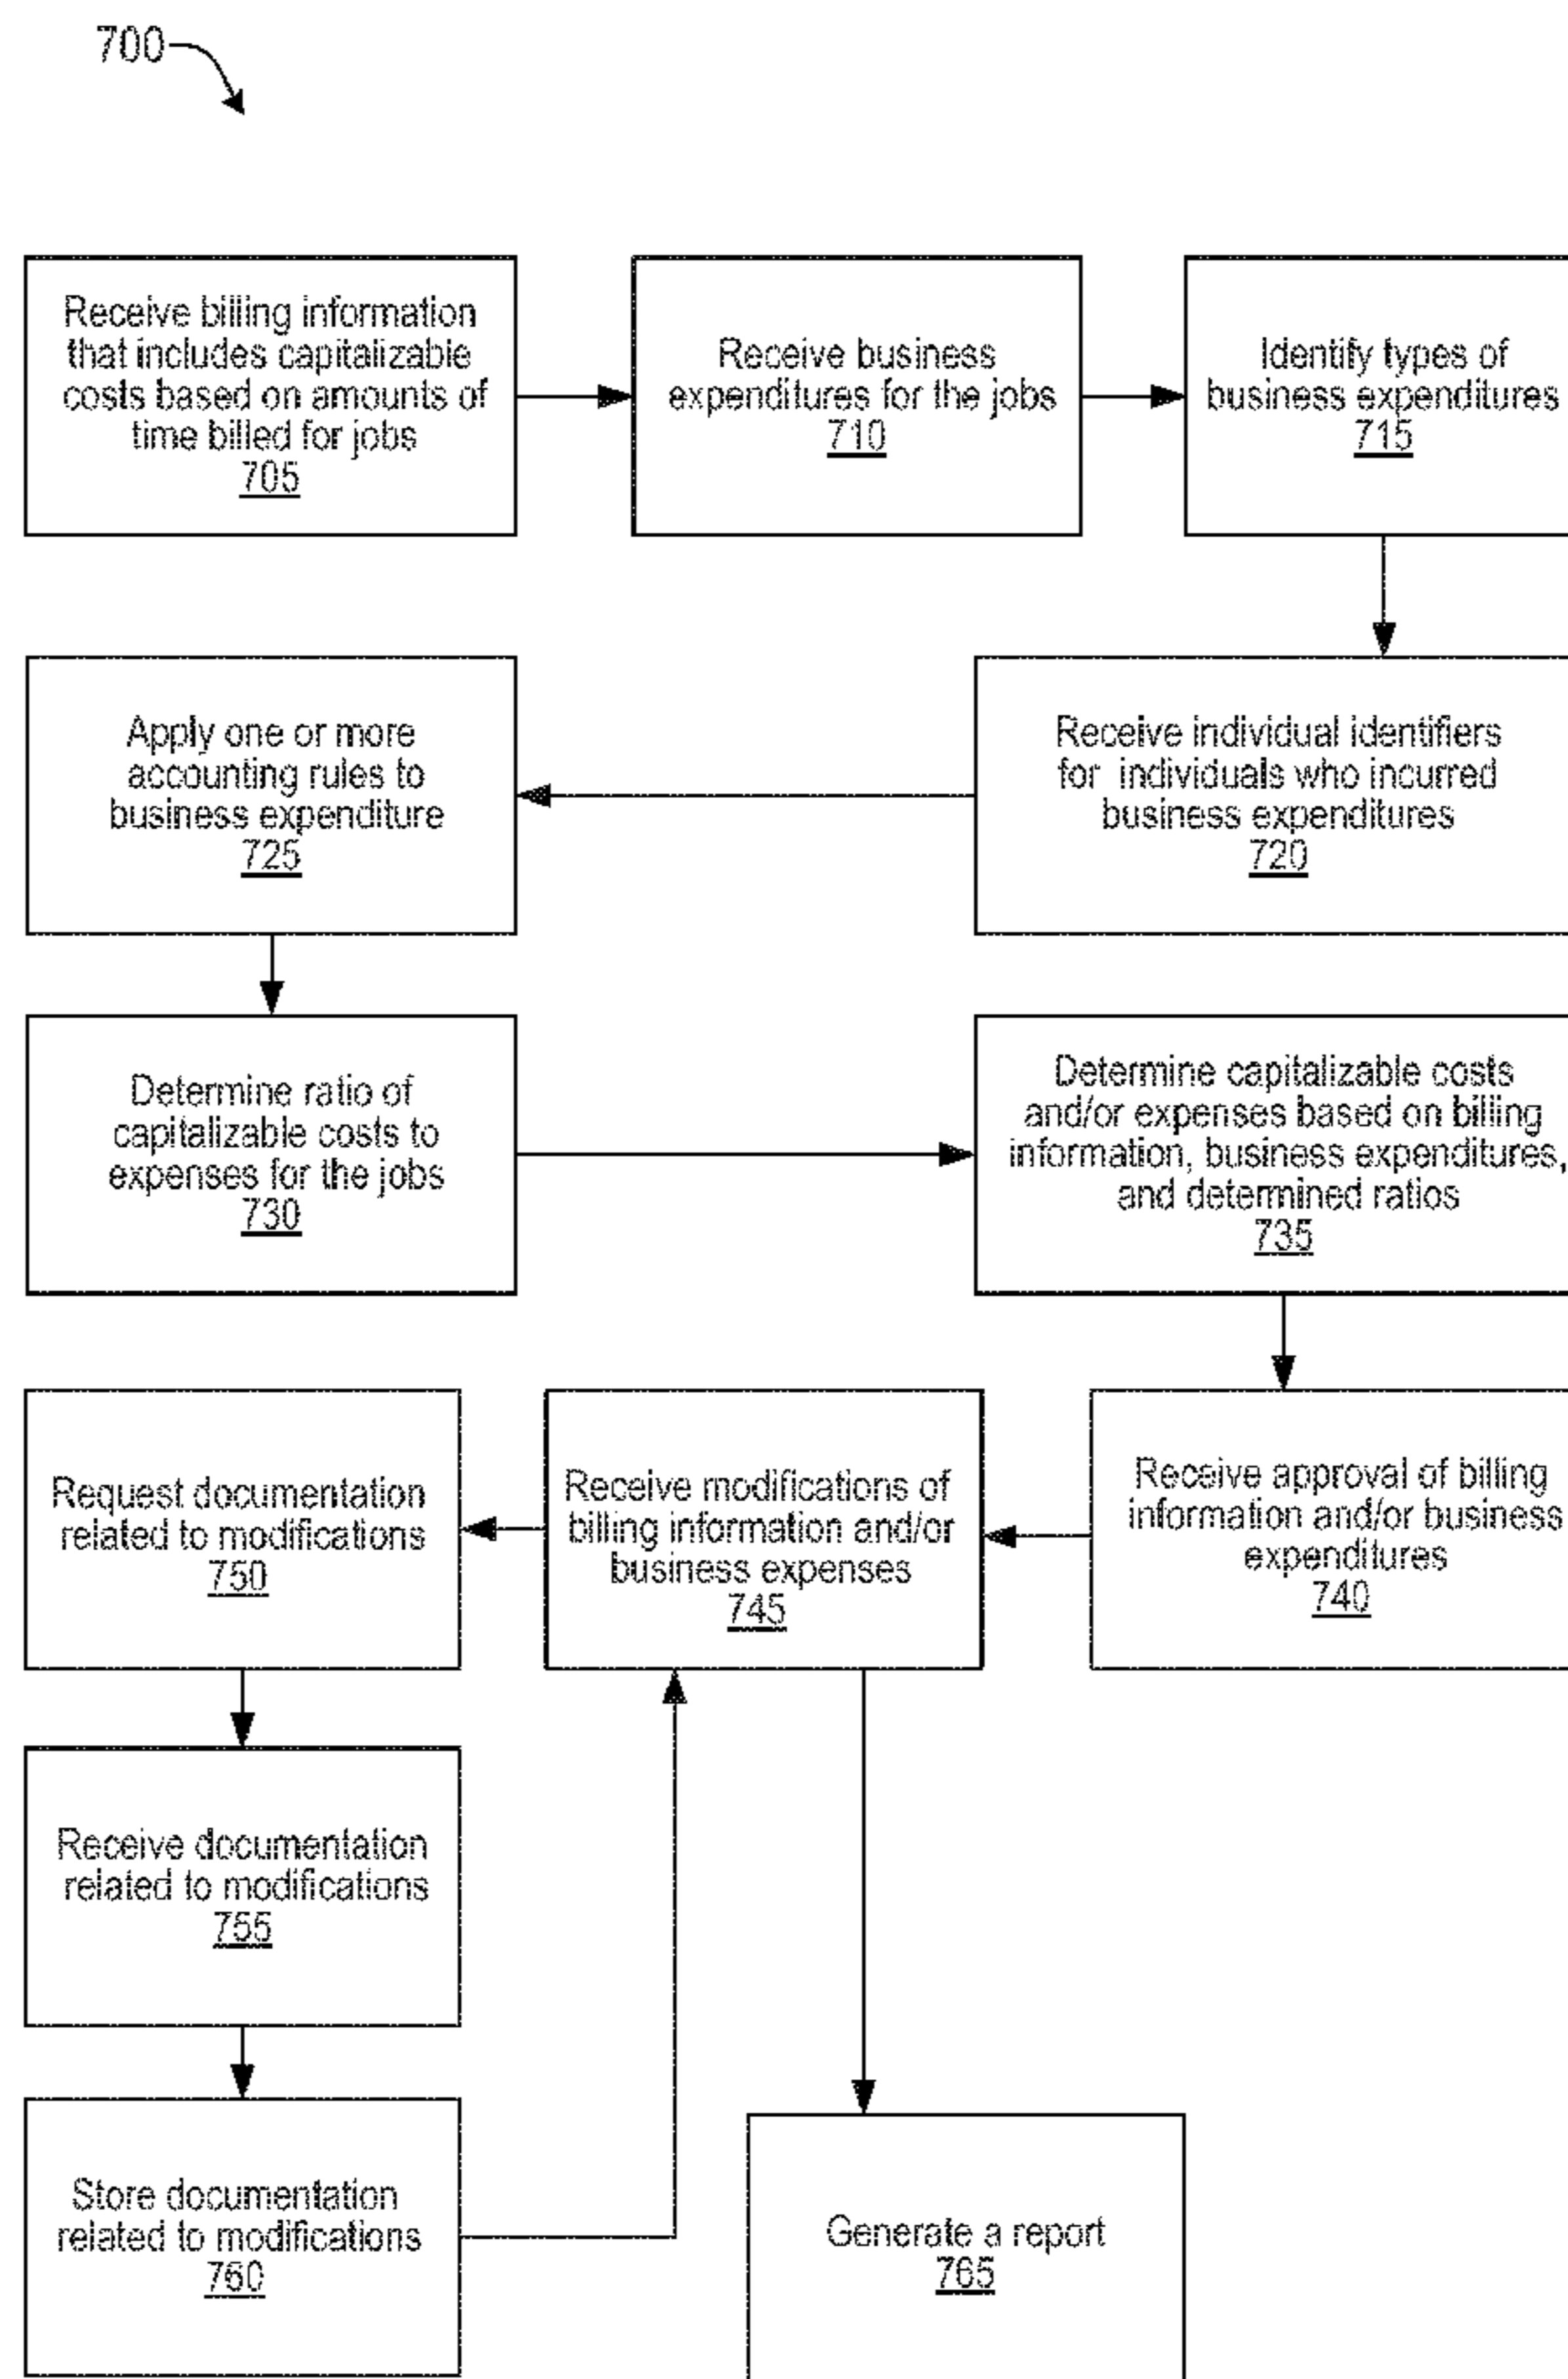 700
Receive billing information
that includes capitalizable
costs based on amounts of
time billed for jobs
705
Receive business
expenditures for the jobs
710
Identify types of
business expenditures
715
Apply one or more
accounting rules to
business expenditure
725
Receive individual identifiers
for individuals who incurred
business expenditures
720
Determine ratio of
capitalizable costs to
expenses for the jobs
730
Determine capitalizable costs
and/or expenses based on billing
information, business expenditures,
and determined ratios
735
Request documentation
related to modifications
750
Receive modifications of
billing information and/or
business expenses
745
Receive approval of billing
information and/or business
expenditures
740
Receive documentation
related to modifications
755
Store documentation
related to modifications
760
Generate a report
765